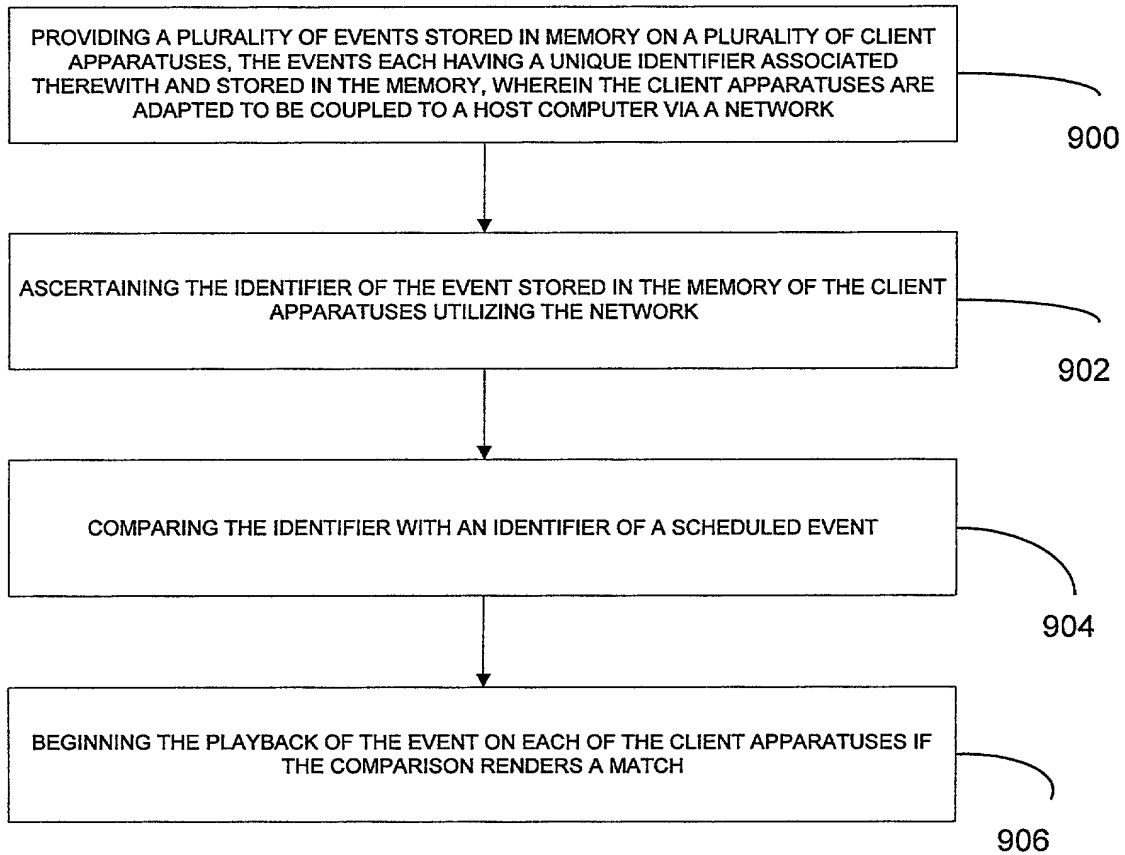 PROVIDING A PLURALITY OF EVENTS STORED IN MEMORY ON A PLURALITY OF CLIENT
APPARATUSES, THE EVENTS EACH HAVING A UNIQUE IDENTIFIER ASSOCIATED
THEREWITH AND STORED IN THE MEMORY, WHEREIN THE CLIENT APPARATUSES ARE
ADAPTED TO BE COUPLED TO A HOST COMPUTER VIA A NETWORK
900
ASCERTAINING THE IDENTIFIER OF THE EVENT STORED IN THE MEMORY OF THE CLIENT
APPARATUSES UTILIZING THE NETWORK
902
COMPARING THE IDENTIFIER WITH AN IDENTIFIER OF A SCHEDULED EVENT
904
BEGINNING THE PLAYBACK OF THE EVENT ON EACH OF THE CLIENT APPARATUSES IF
THE COMPARISON RENDERS A MATCH
906